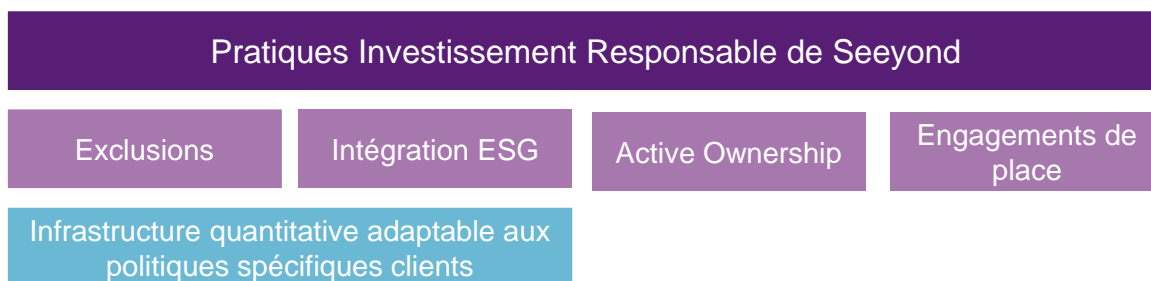 Pratiques Investissement Responsable de Seeyond
Exclusions
Intégration ESG
Active Ownership
Engagements de
place
Infrastructure quantitative adaptable aux
politiques spécifiques clients